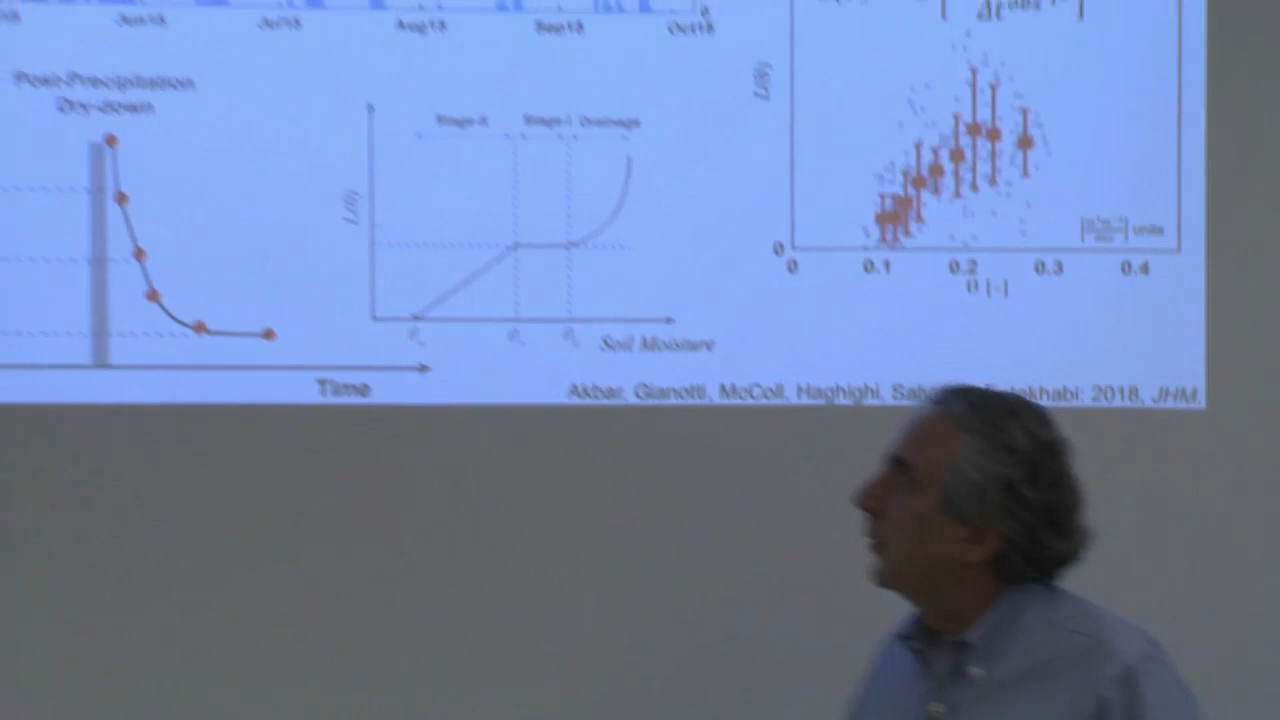 Jun18 Jul18 Aug18 Sep18 Oct18
0
Post-Precipitation
Dry-down
Time
Stage-II Stage-I Drainage
L(θ)
Soil Moisture
L(θ)
0
0 0.1 0.2 0.3 0.4
θ [-]
units
Akbar, Gianotti, McColl, Haghighi, 2018, JHM.